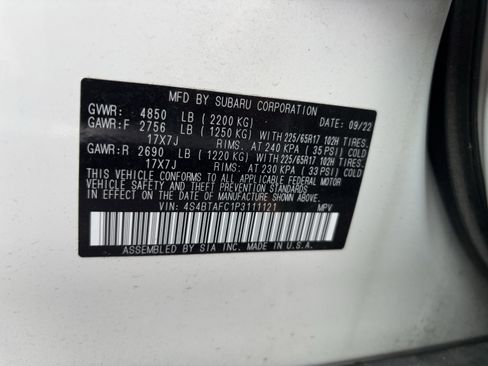 MFD BY SUBARU CORPORATION
GVWR: 4850 LB (2200 KG) DATE: 09/22
GAWR:F 2756 LB (1250 KG) WITH 225/65R17 102H TIRES.
17X7J RIMS. AT 240 KPA (35 PSI) COLD
GAWR:R 2690 LB (1220 KG) WITH 225/65R17 102H TIRES.
17X7J RIMS. AT 230 KPA (33 PSI) COLD
THIS VEHICLE CONFORMS TO ALL APPLICABLE FEDERAL MOTOR
VEHICLE SAFETY AND THEFT PREVENTION STANDARDS
IN EFFECT ON THE DATE OF MANUFACTURE SHOWN ABOVE.
VIN: 4S4BTAFC1P3111121 MPV
ASSEMBLED BY SIA INC. MADE IN U.S.A.